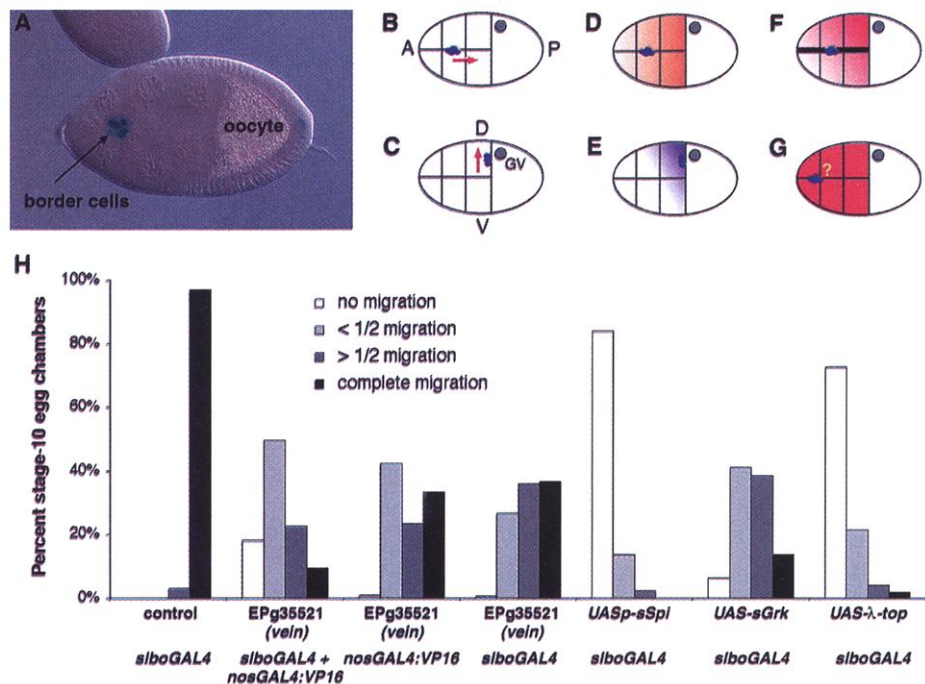 A
oocyte
border cells
B
A
P
C
D
GV
V
D
E
F
G
?
H
Percent stage-10 egg chambers
100%
80%
60%
40%
20%
0%
no migration
< 1/2 migration
> 1/2 migration
complete migration
control
slboGAL4
EPg35521
(vein)
slboGAL4 +
nosGAL4:VP16
EPg35521
(vein)
nosGAL4:VP16
EPg35521
(vein)
slboGAL4
UASp-sSpi
slboGAL4
UAS-sGrk
slboGAL4
UAS-λ-top
slboGAL4